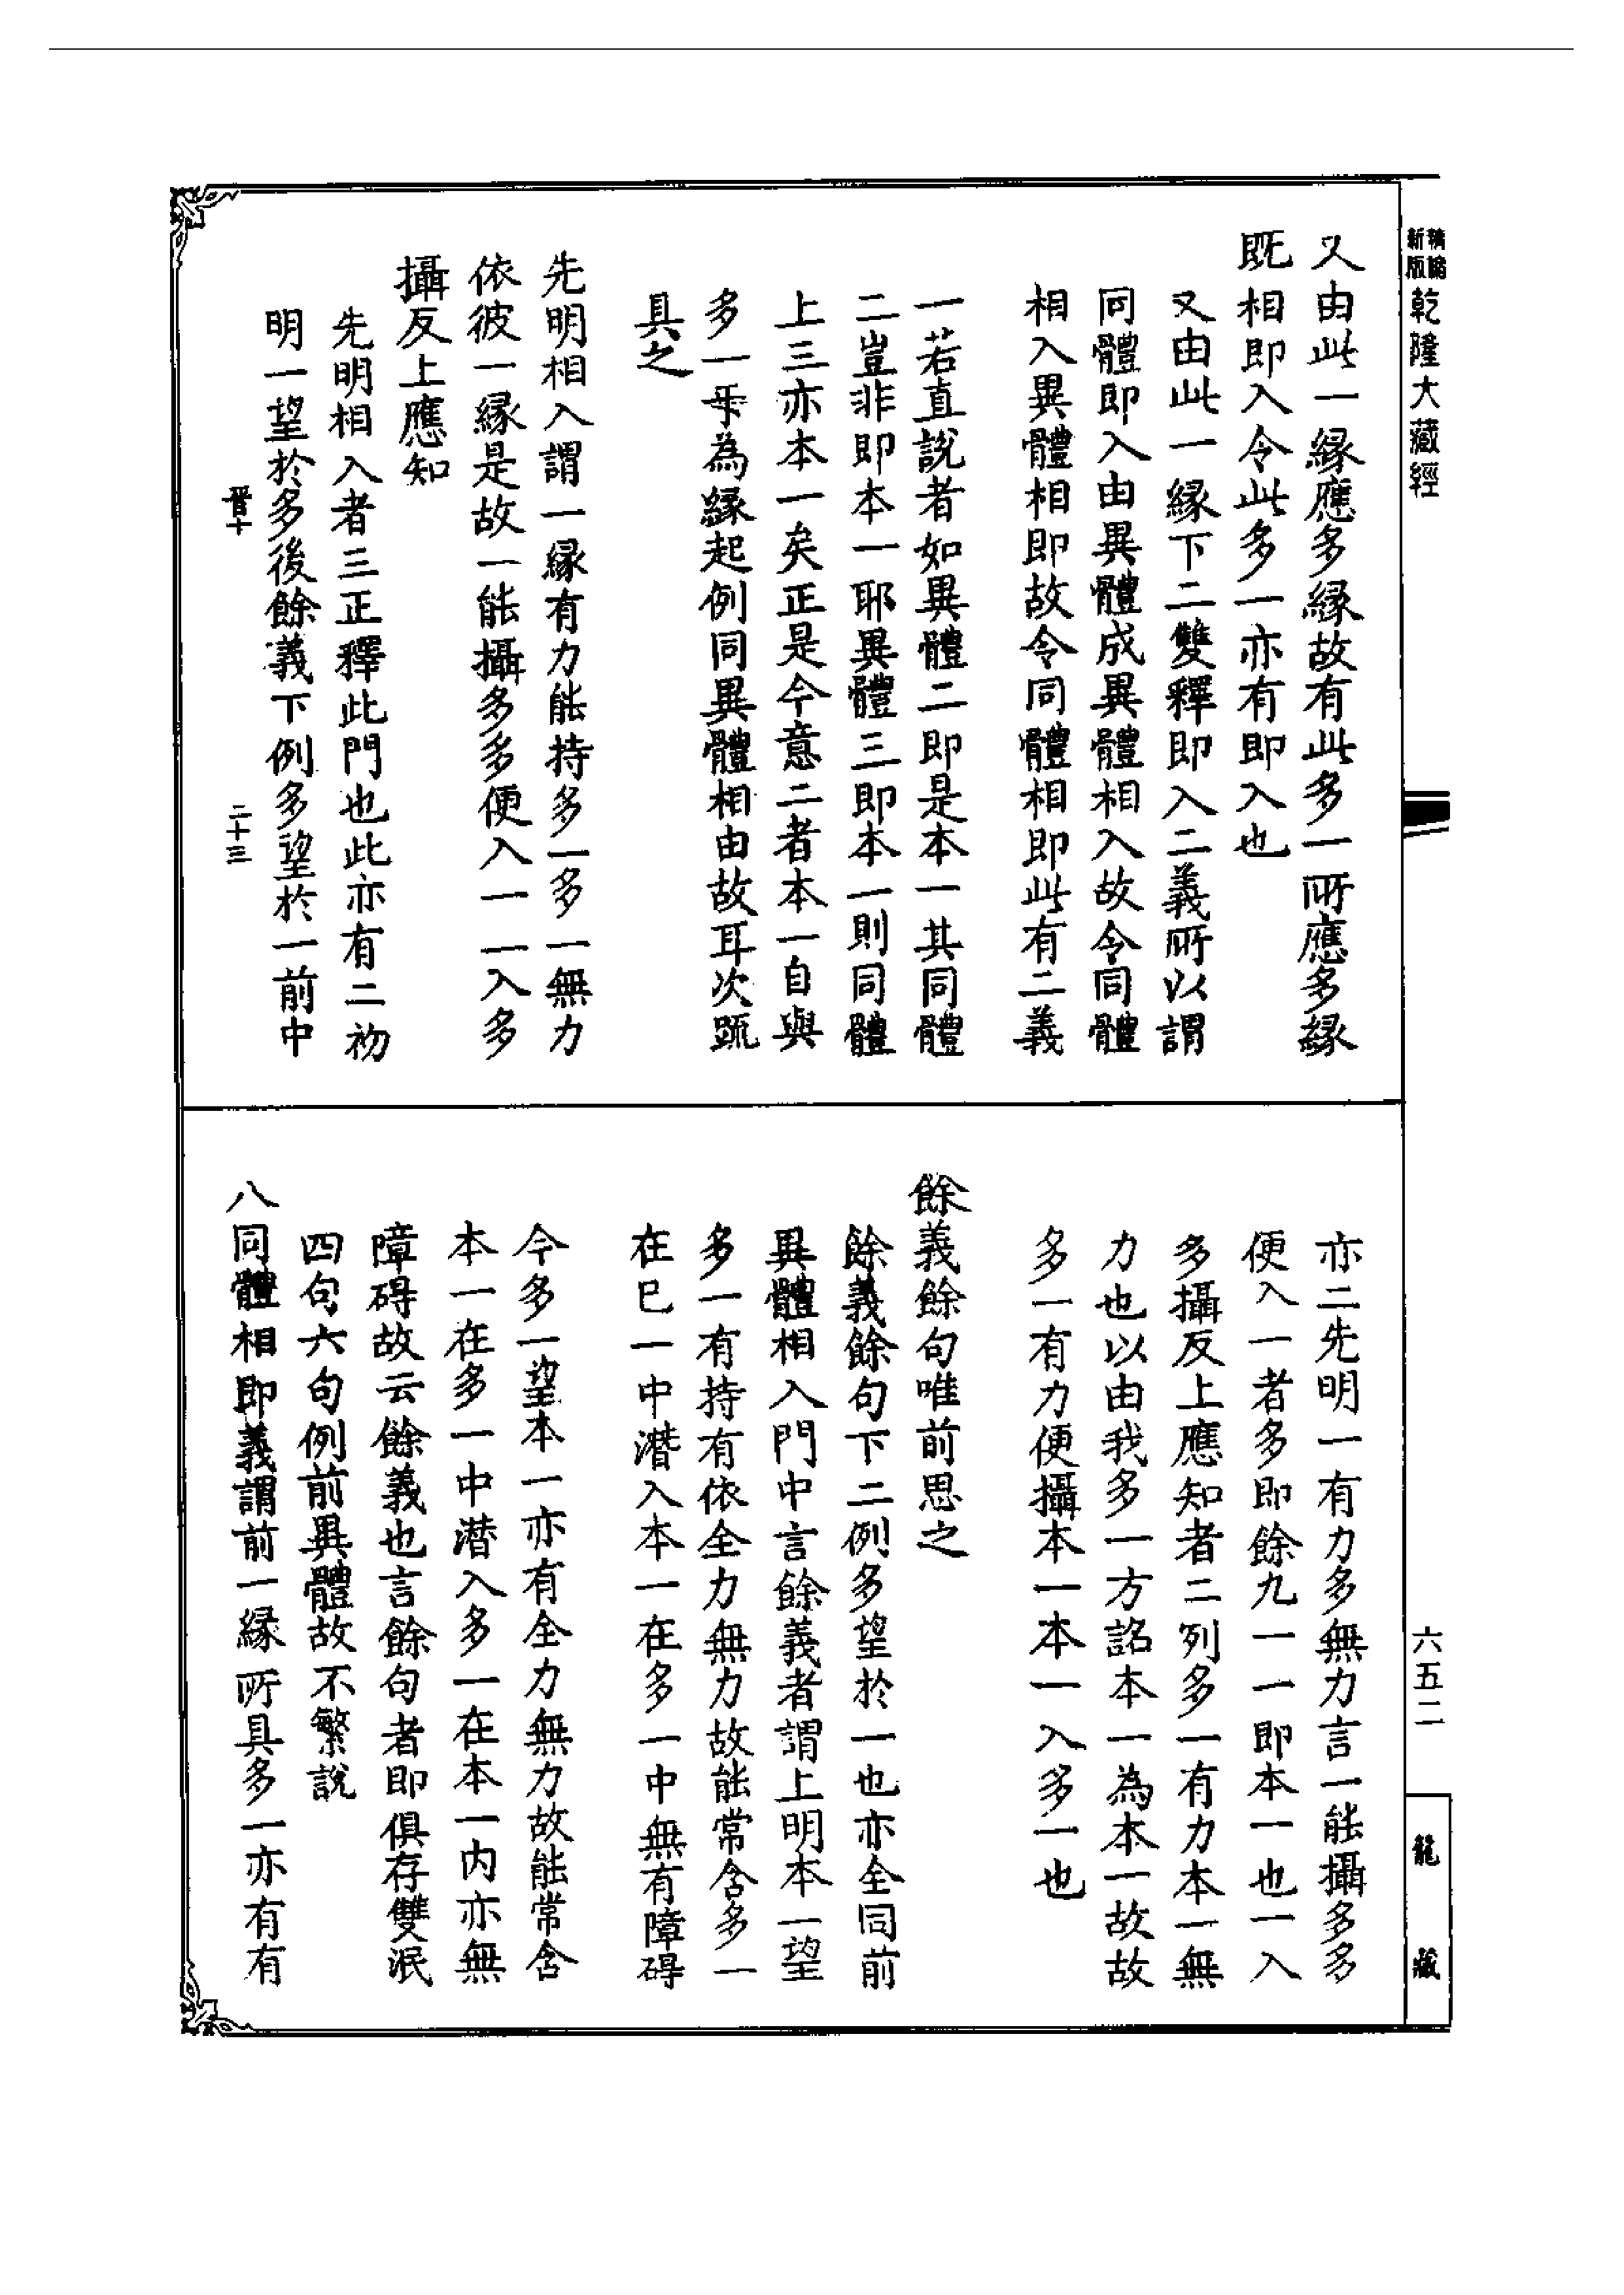 新版精編乾隆大藏經
又由此一緣應多緣故有此多一所應多緣
既相即入令此多一亦有即入也
又由此一緣下二雙釋即入二義所以謂
同體即入由異體成異體相入故令同體
相入異體相即故令同體相即此有二義
一若直說者如異體二即是本一其同體
二豈非即本一耶異體三即本一則同體
上三亦本一矣正是今意二者本一自與
多一㸦為緣起例同異體相由故耳次䟽
具之
先明相入謂一緣有力能持多一多一無力
依彼一緣是故一能攝多多便入一一入多
攝反上應知
先明相入者三正釋此門也此亦有二初
明一望於多後餘義下例多望於一前中
晋十
二十三
亦二先明一有力多無力言一能攝多多
便入一者多即餘九一一即本一也一入
多攝反上應知者二列多一有力本一無
力也以由我多一方詺本一為本一故故
多一有力便攝本一本一入多一也
餘義餘句唯前思之
餘義餘句下二例多望於一也亦全同前
異體相入門中言餘義者謂上明本一望
多一有持有依全力無力故能常含多一
在巳一中潛入本一在多一中無有障碍
今多一望本一亦有全力無力故能常含
本一在多一中潛入多一在本一内亦無
障碍故云餘義也言餘句者即俱存雙泯
四句六句例前異體故不繁說
八同體相即義謂前一緣所具多一亦有有
六五二
龍藏